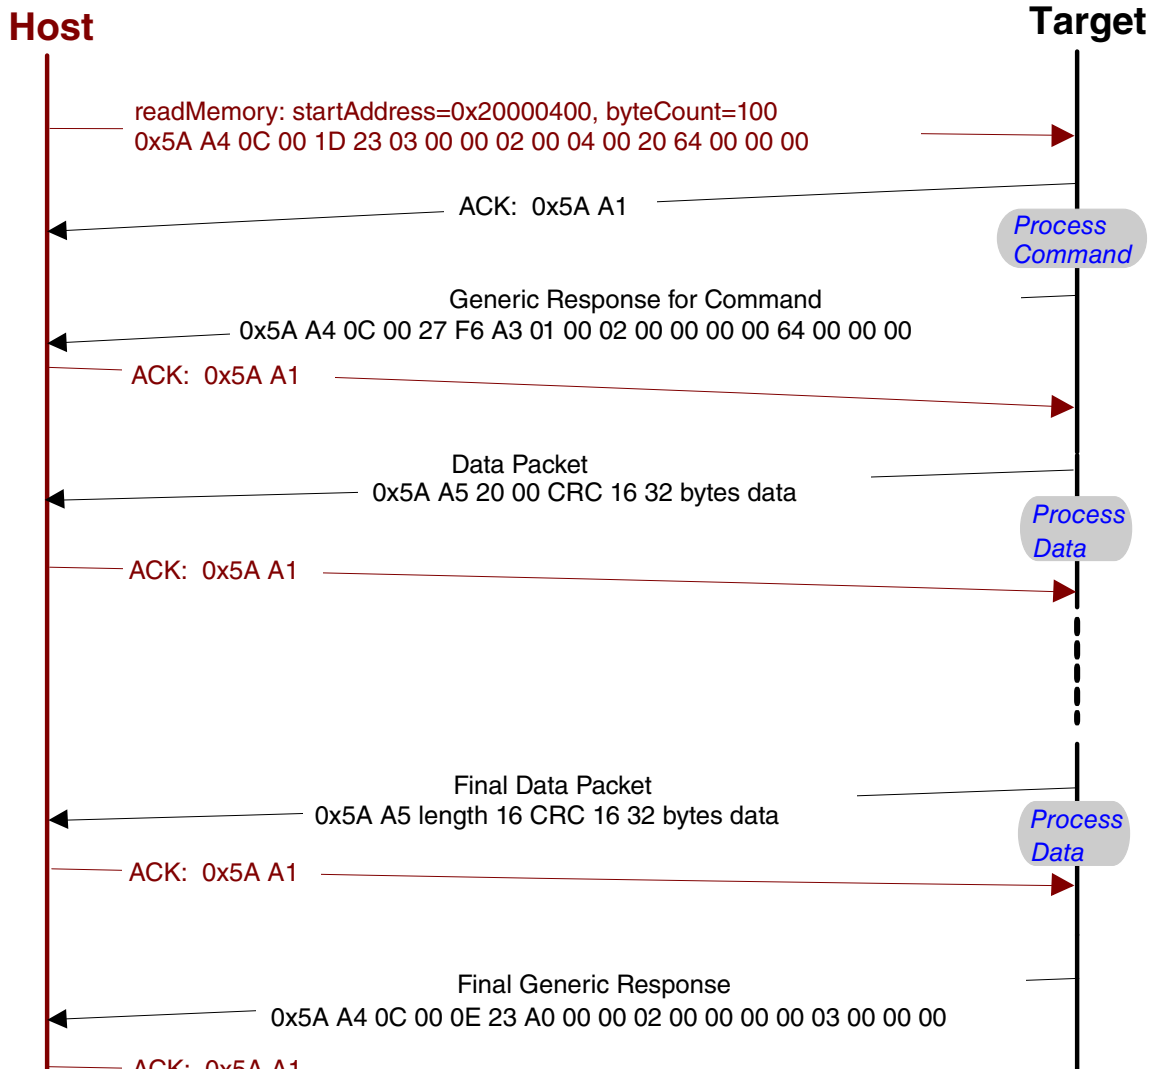 Host
Target
readMemory: startAddress=0x20000400, byteCount=100
0x5A A4 0C 00 1D 23 03 00 00 02 00 04 00 20 64 00 00 00
ACK: 0x5A A1
Process
Command
Generic Response for Command
0x5A A4 0C 00 27 F6 A3 01 00 02 00 00 00 00 64 00 00 00
ACK: 0x5A A1
Data Packet
0x5A A5 20 00 CRC 16 32 bytes data
Process
Data
ACK: 0x5A A1
Final Data Packet
0x5A A5 length 16 CRC 16 32 bytes data
Process
Data
ACK: 0x5A A1
Final Generic Response
0x5A A4 0C 00 0E 23 A0 00 00 02 00 00 00 00 03 00 00 00
ACK: 0x5A A1